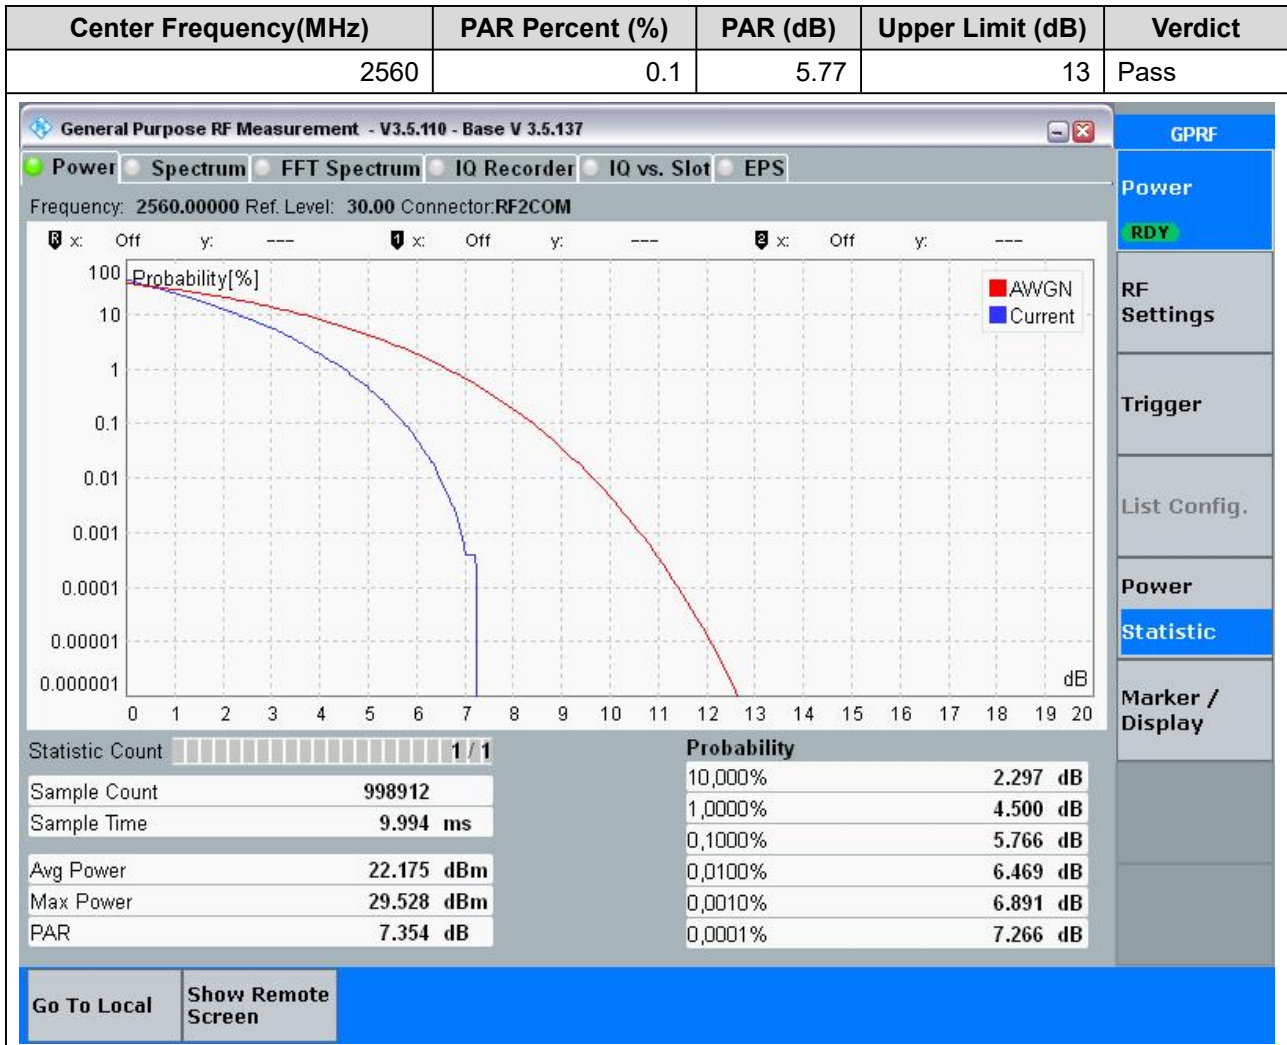 Center Frequency(MHz) PAR Percent (%) PAR (dB) Upper Limit (dB) Verdict
2560 0.1 5.77 13 Pass
General Purpose RF Measurement - V3.5.110 - Base V 3.5.137
GPRF
Power Spectrum FFT Spectrum IQ Recorder IQ vs. Slot EPS
Power
RDY
Frequency: 2560.00000 Ref. Level: 30.00 Connector:RF2COM
R x: Off y: --- 1 x: Off y: --- 2 x: Off y: ---
Probability[%]
AWGN
Current
100
10
1
0.1
0.01
0.001
0.0001
0.00001
0.000001
dB
0 1 2 3 4 5 6 7 8 9 10 11 12 13 14 15 16 17 18 19 20
RF
Settings
Trigger
List Config.
Power
Statistic
Marker /
Display
Statistic Count 1 / 1
Sample Count 998912
Sample Time 9.994 ms
Avg Power 22.175 dBm
Max Power 29.528 dBm
PAR 7.354 dB
Probability
10,000% 2.297 dB
1,0000% 4.500 dB
0,1000% 5.766 dB
0,0100% 6.469 dB
0,0010% 6.891 dB
0,0001% 7.266 dB
Go To Local
Show Remote
Screen